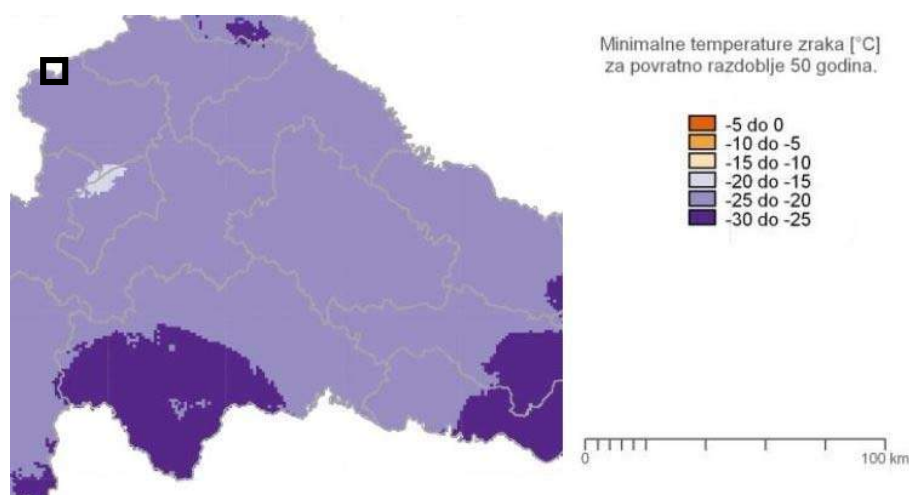 Minimalne temperature zraka [°C]
za povratno razdoblje 50 godina.
-5 do 0
-10 do -5
-15 do -10
-20 do -15
-25 do -20
-30 do -25
0 100 km